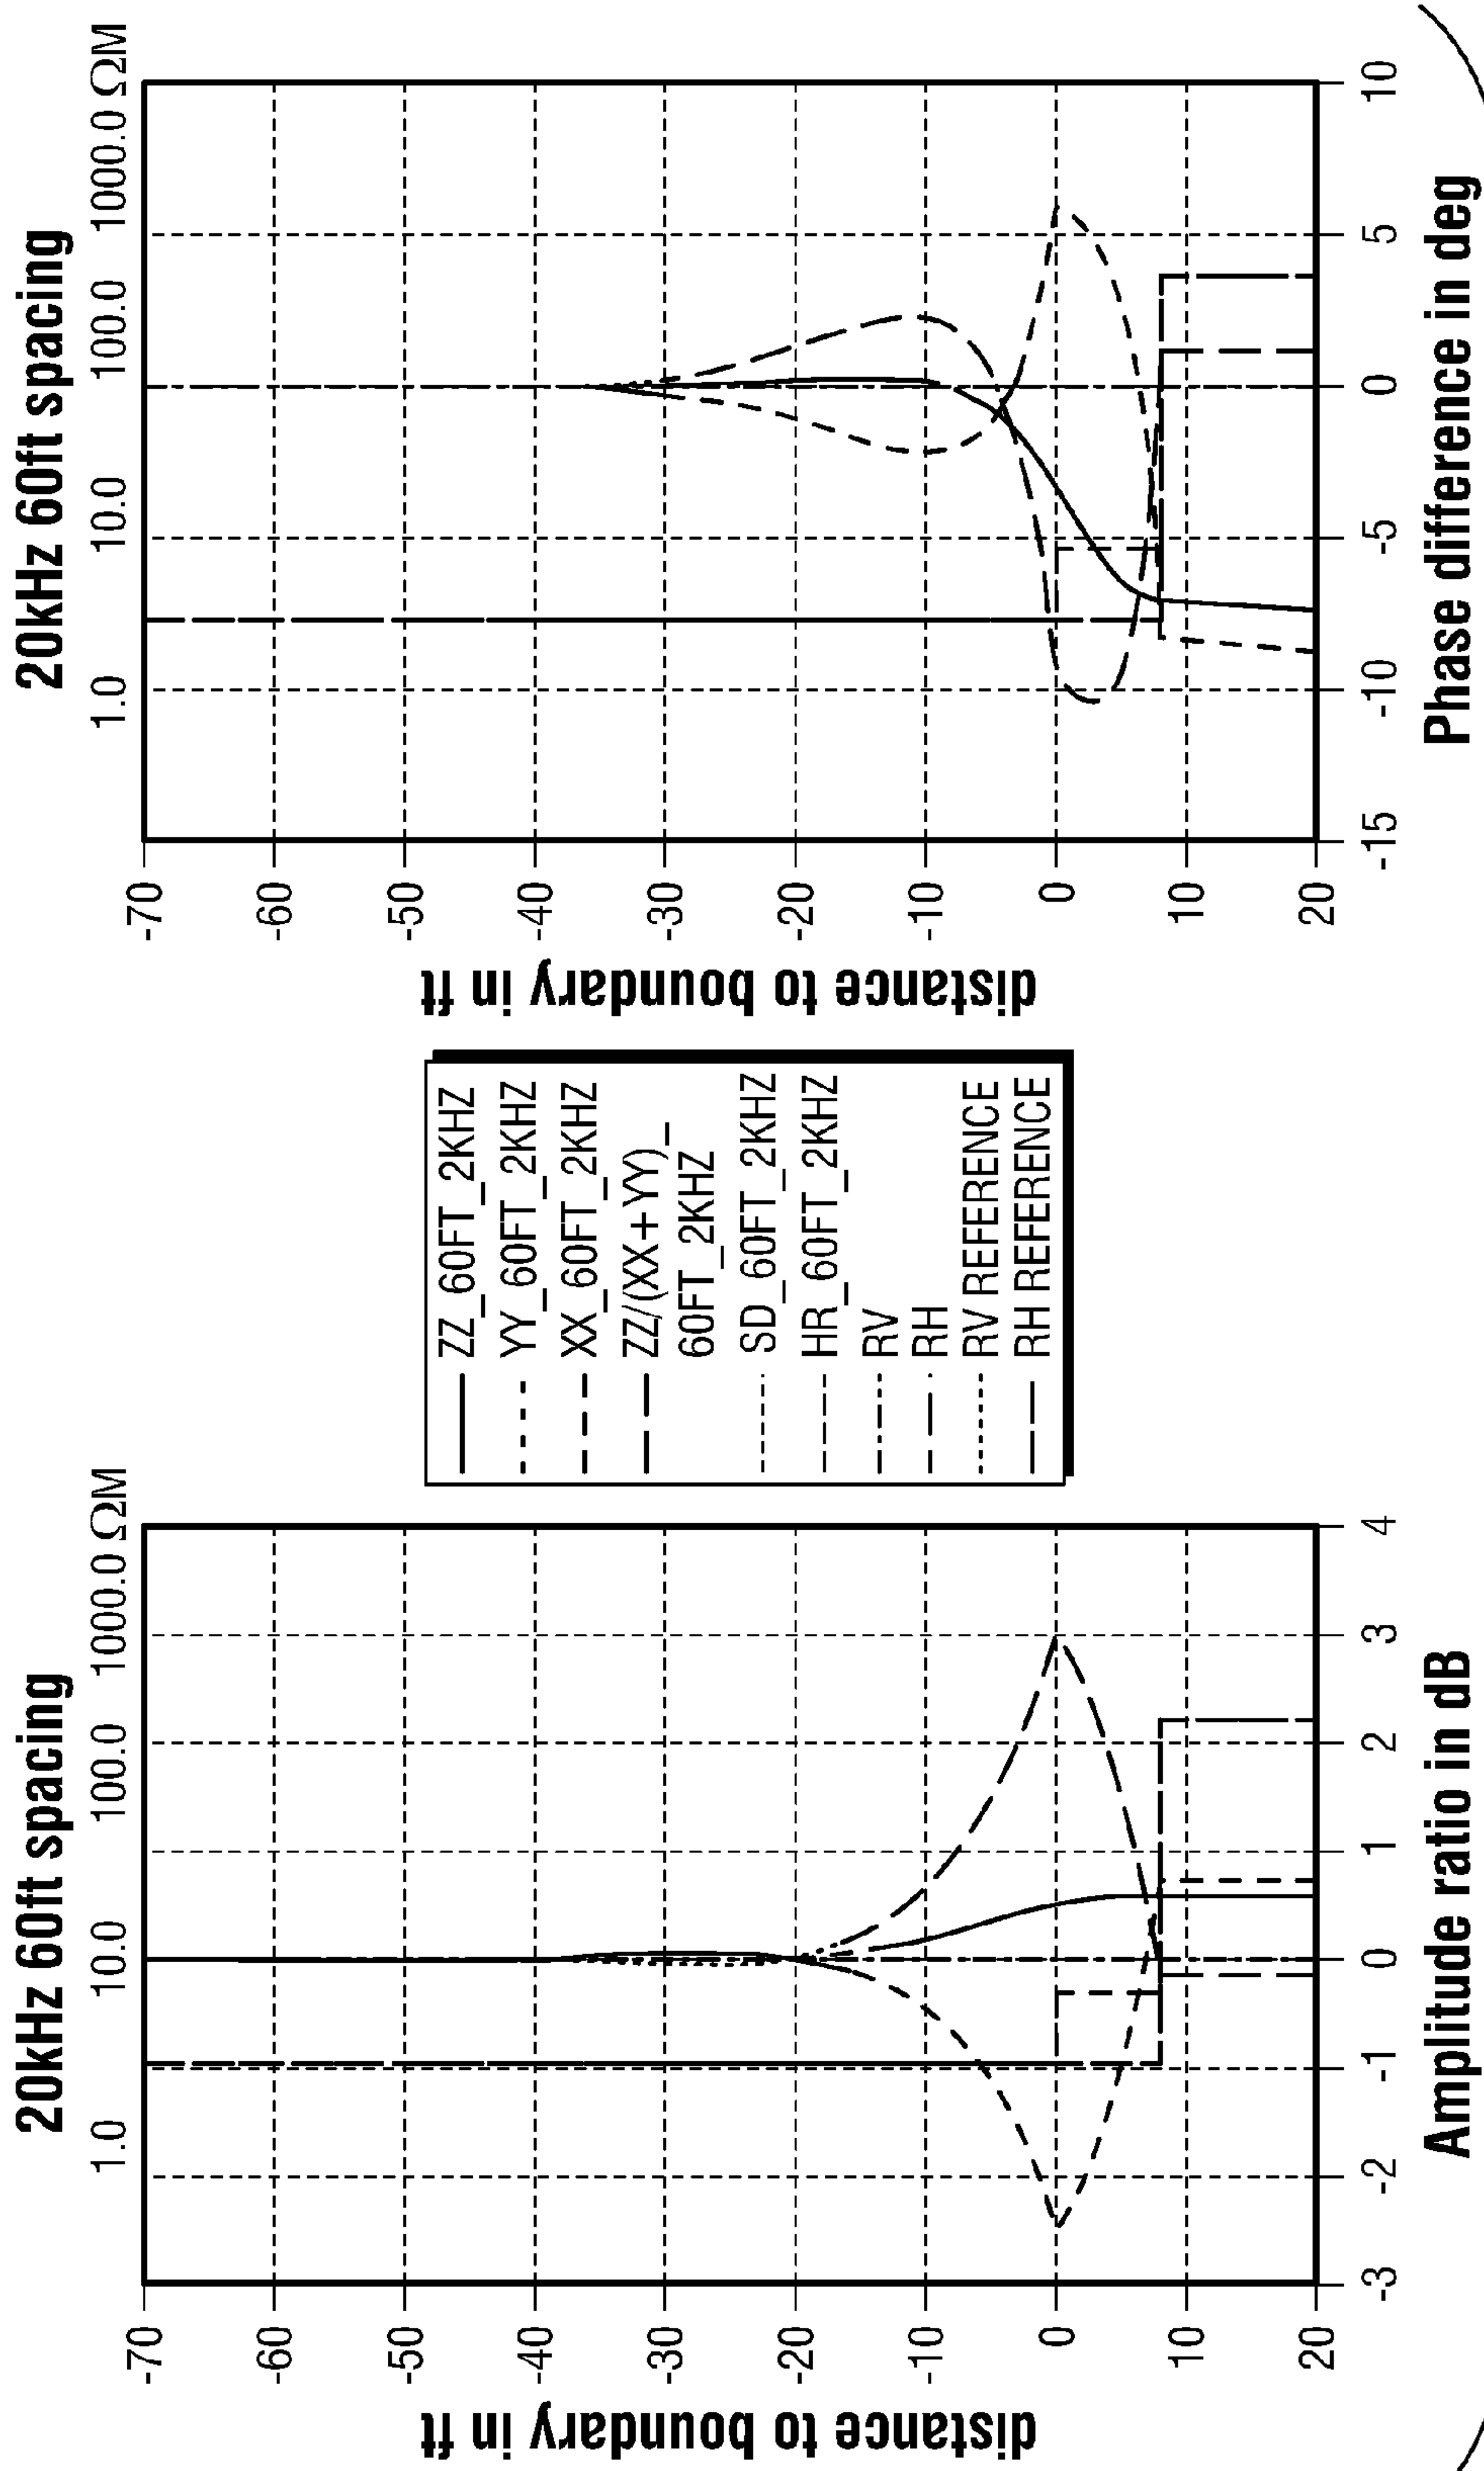 20kHz 60ft spacing
1.0 10.0 100.0 1000.0 ΩM
-70
-60
-50
-40
-30
-20
-10
0
10
20
distance to boundary in ft
-3 -2 -1 0 1 2 3 4
Amplitude ratio in dB
ZZ_60FT_2KHZ
YY_60FT_2KHZ
XX_60FT_2KHZ
ZZ/(XX+YY)_
60FT_2KHZ
SD_60FT_2KHZ
HR_60FT_2KHZ
RV
RH
RV REFERENCE
RH REFERENCE
20kHz 60ft spacing
1.0 10.0 100.0 1000.0 ΩM
-70
-60
-50
-40
-30
-20
-10
0
10
20
distance to boundary in ft
-15 -10 -5 0 5 10
Phase difference in deg